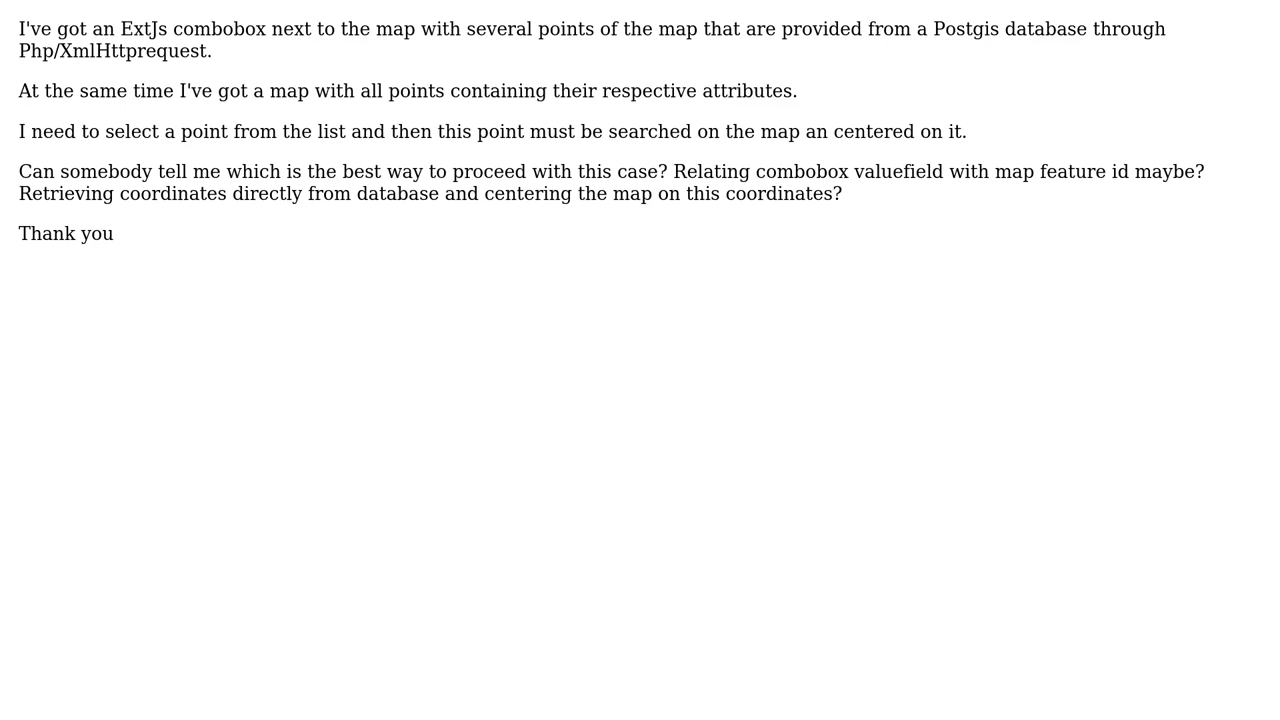 I've got an ExtJs combobox next to the map with several points of the map that are provided from a Postgis database through
Php/XmlHttprequest.
At the same time I've got a map with all points containing their respective attributes.
I need to select a point from the list and then this point must be searched on the map an centered on it.
Can somebody tell me which is the best way to proceed with this case? Relating combobox valuefield with map feature id maybe?
Retrieving coordinates directly from database and centering the map on this coordinates?
Thank you